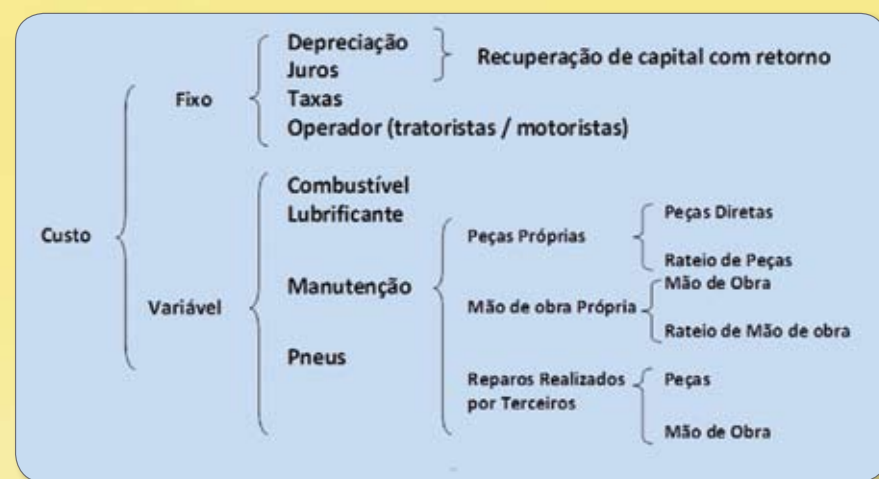 Custo
Fixo
Depreciação
Juros
Recuperação de capital com retorno
Taxas
Operador (tratoristas / motoristas)
Variável
Combustível
Lubrificante
Manutenção
Peças Próprias
Peças Diretas
Rateio de Peças
Mão de obra Própria
Mão de Obra
Rateio de Mão de obra
Reparos Realizados
por Terceiros
Peças
Mão de Obra
Pneus